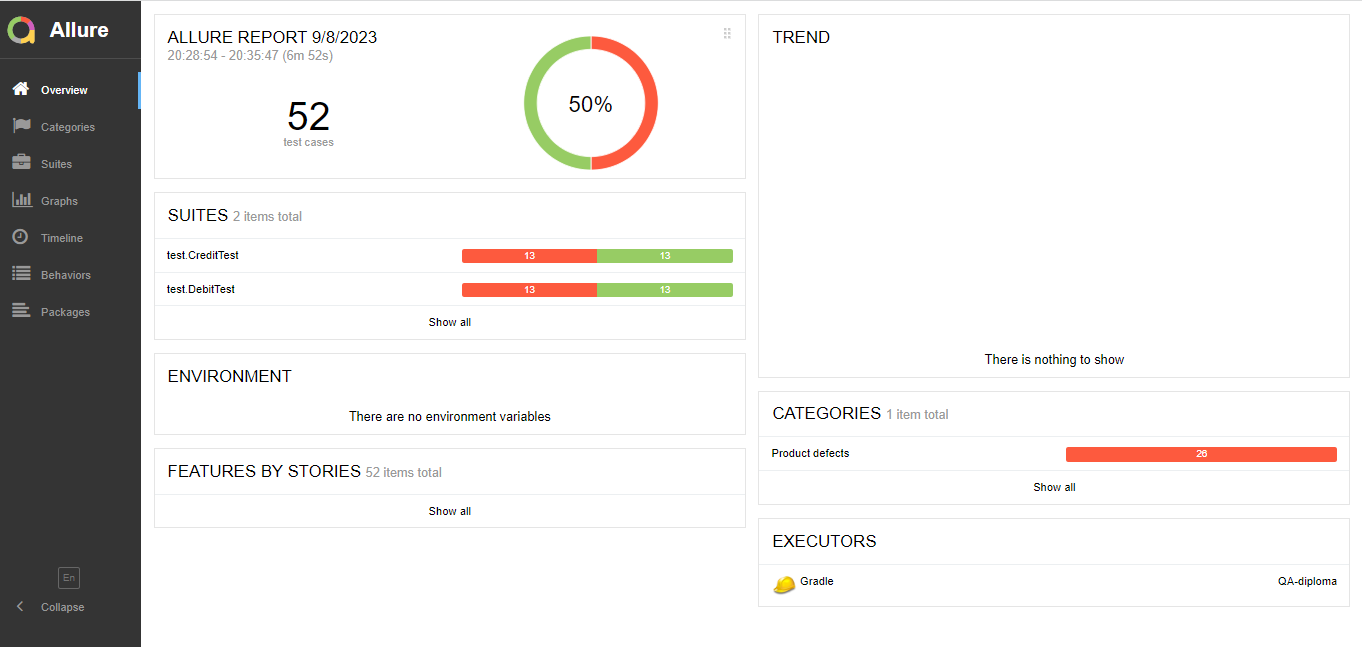 Allure
Overview
Categories
Suites
Graphs
Timeline
Behaviors
Packages
En
Collapse
ALLURE REPORT 9/8/2023
20:28:54 - 20:35:47 (6m 52s)
52
test cases
50%
SUITES 2 items total
test.CreditTest 13 13
test.DebitTest 13 13
Show all
ENVIRONMENT
There are no environment variables
FEATURES BY STORIES 52 items total
Show all
TREND
There is nothing to show
CATEGORIES 1 item total
Product defects 26
Show all
EXECUTORS
Gradle QA-diploma